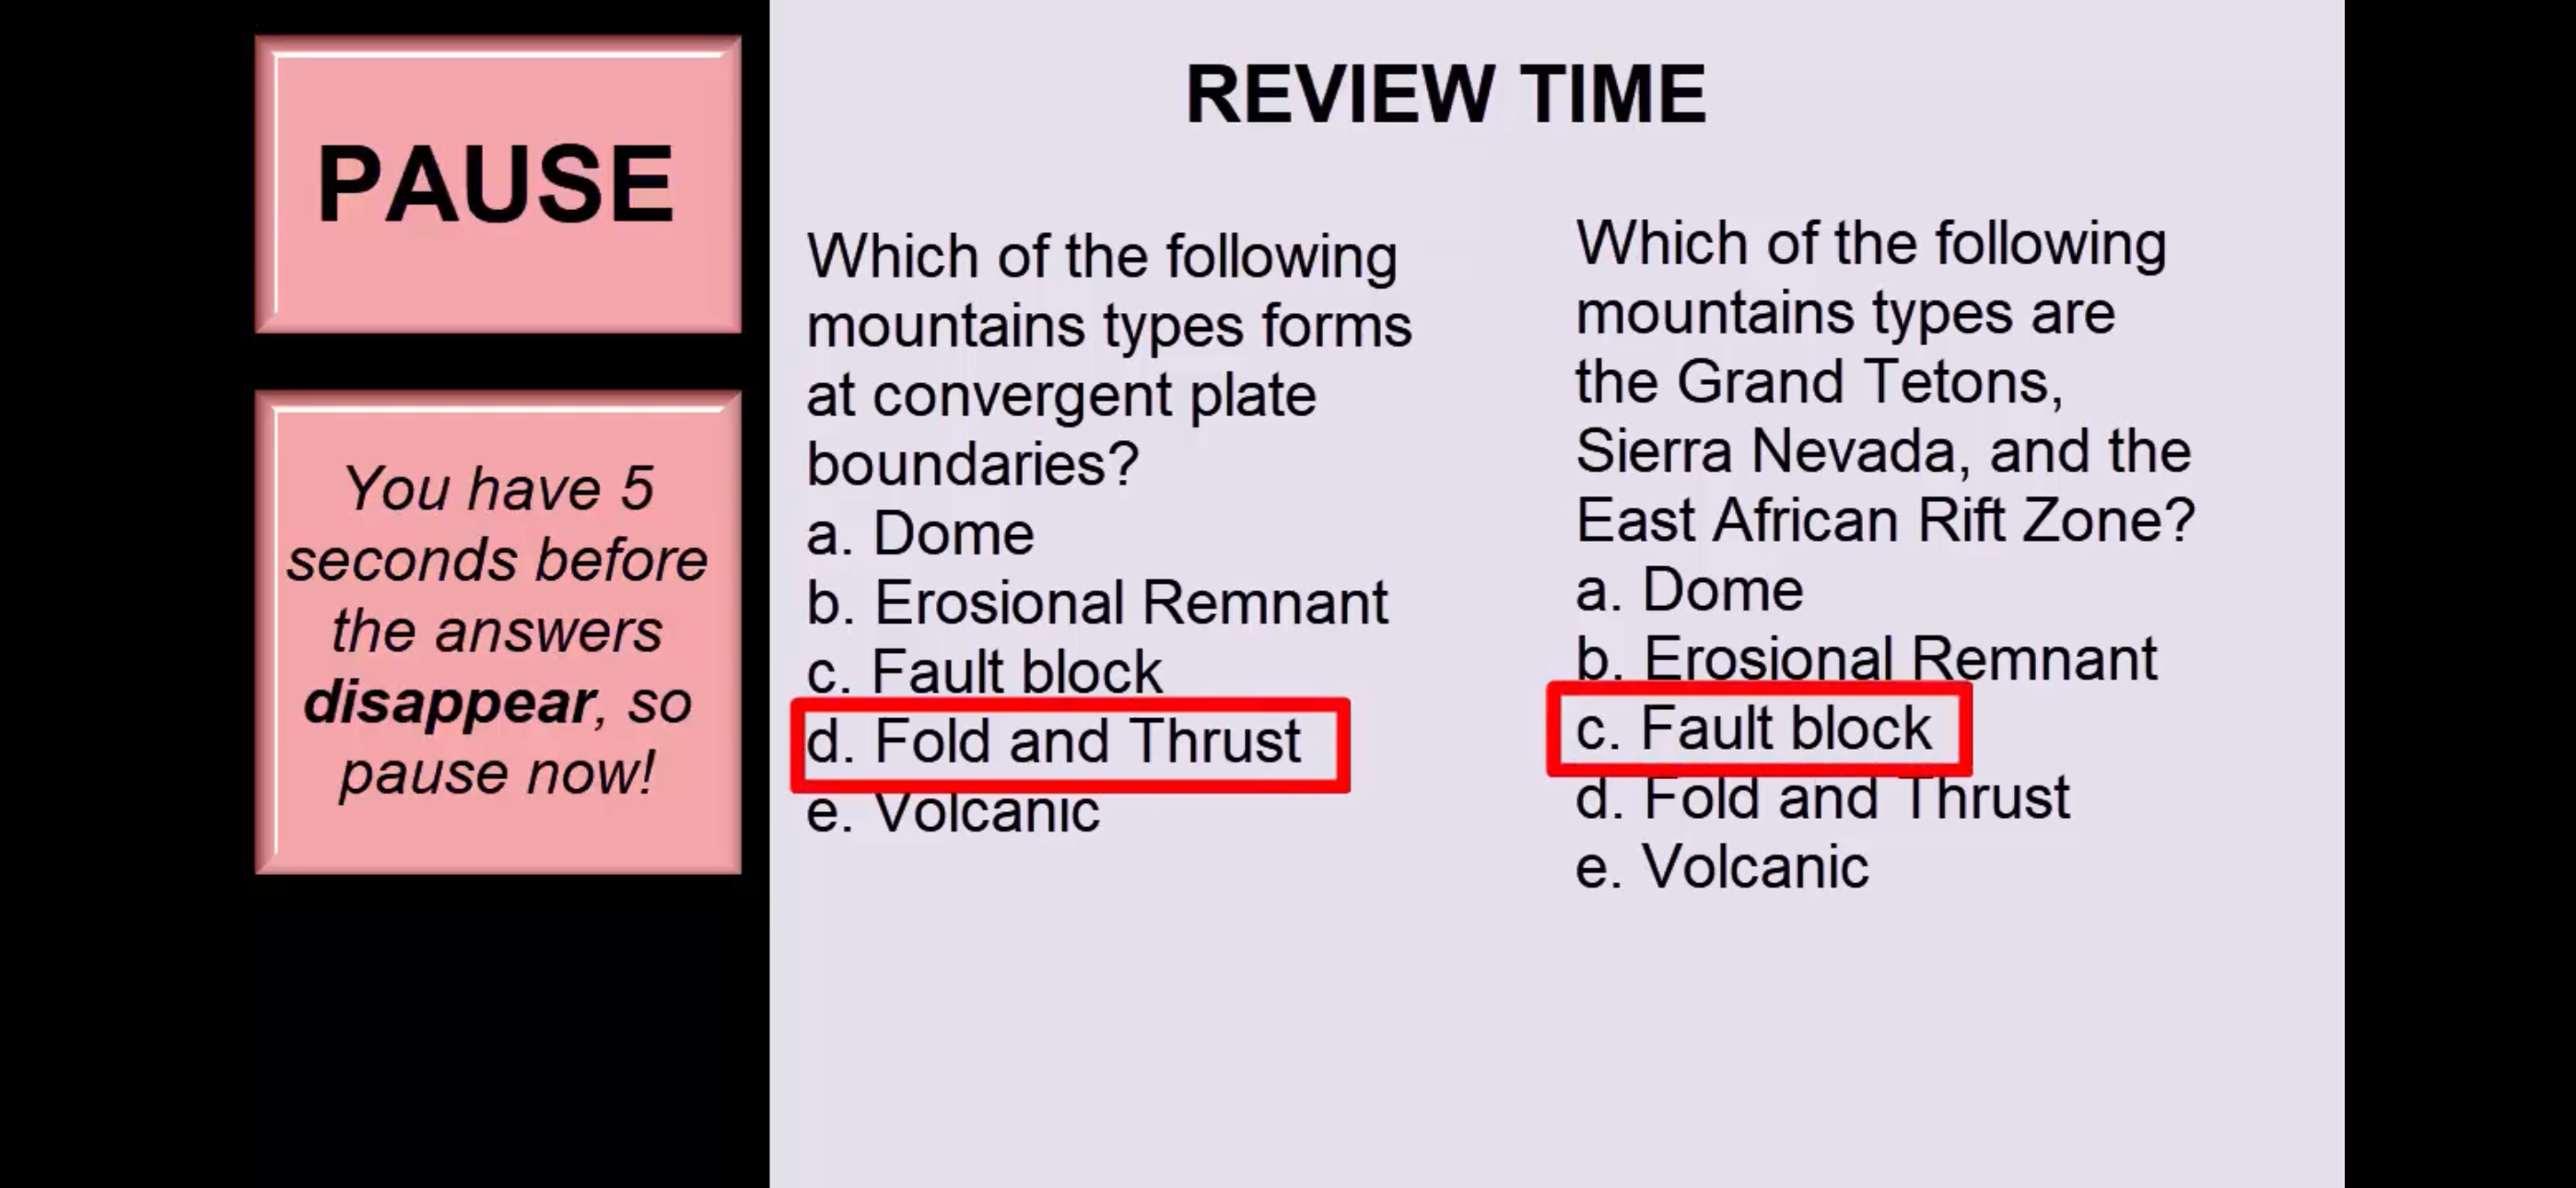 PAUSE
You have 5
seconds before
the answers
disappear, so
pause now!
REVIEW TIME
Which of the following
mountains types forms
at convergent plate
boundaries?
a. Dome
b. Erosional Remnant
c. Fault block
d. Fold and Thrust
e. Volcanic
Which of the following
mountains types are
the Grand Tetons,
Sierra Nevada, and the
East African Rift Zone?
a. Dome
b. Erosional Remnant
c. Fault block
d. Fold and Thrust
e. Volcanic